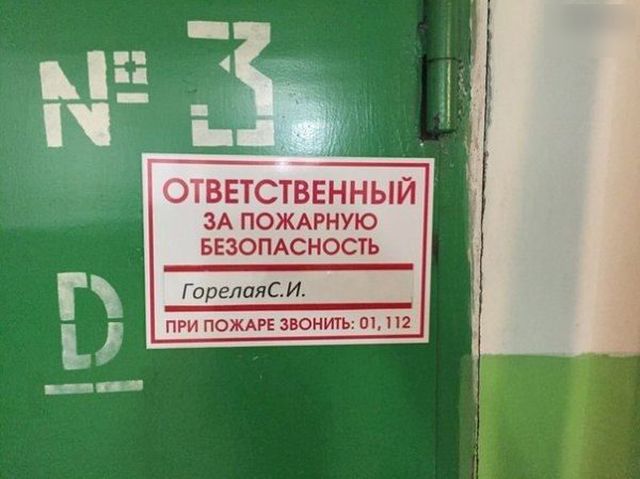 № 3
ОТВЕТСТВЕННЫЙ
ЗА ПОЖАРНУЮ
БЕЗОПАСНОСТЬ
ГорелаяС.И.
ПРИ ПОЖАРЕ ЗВОНИТЬ: 01, 112
D